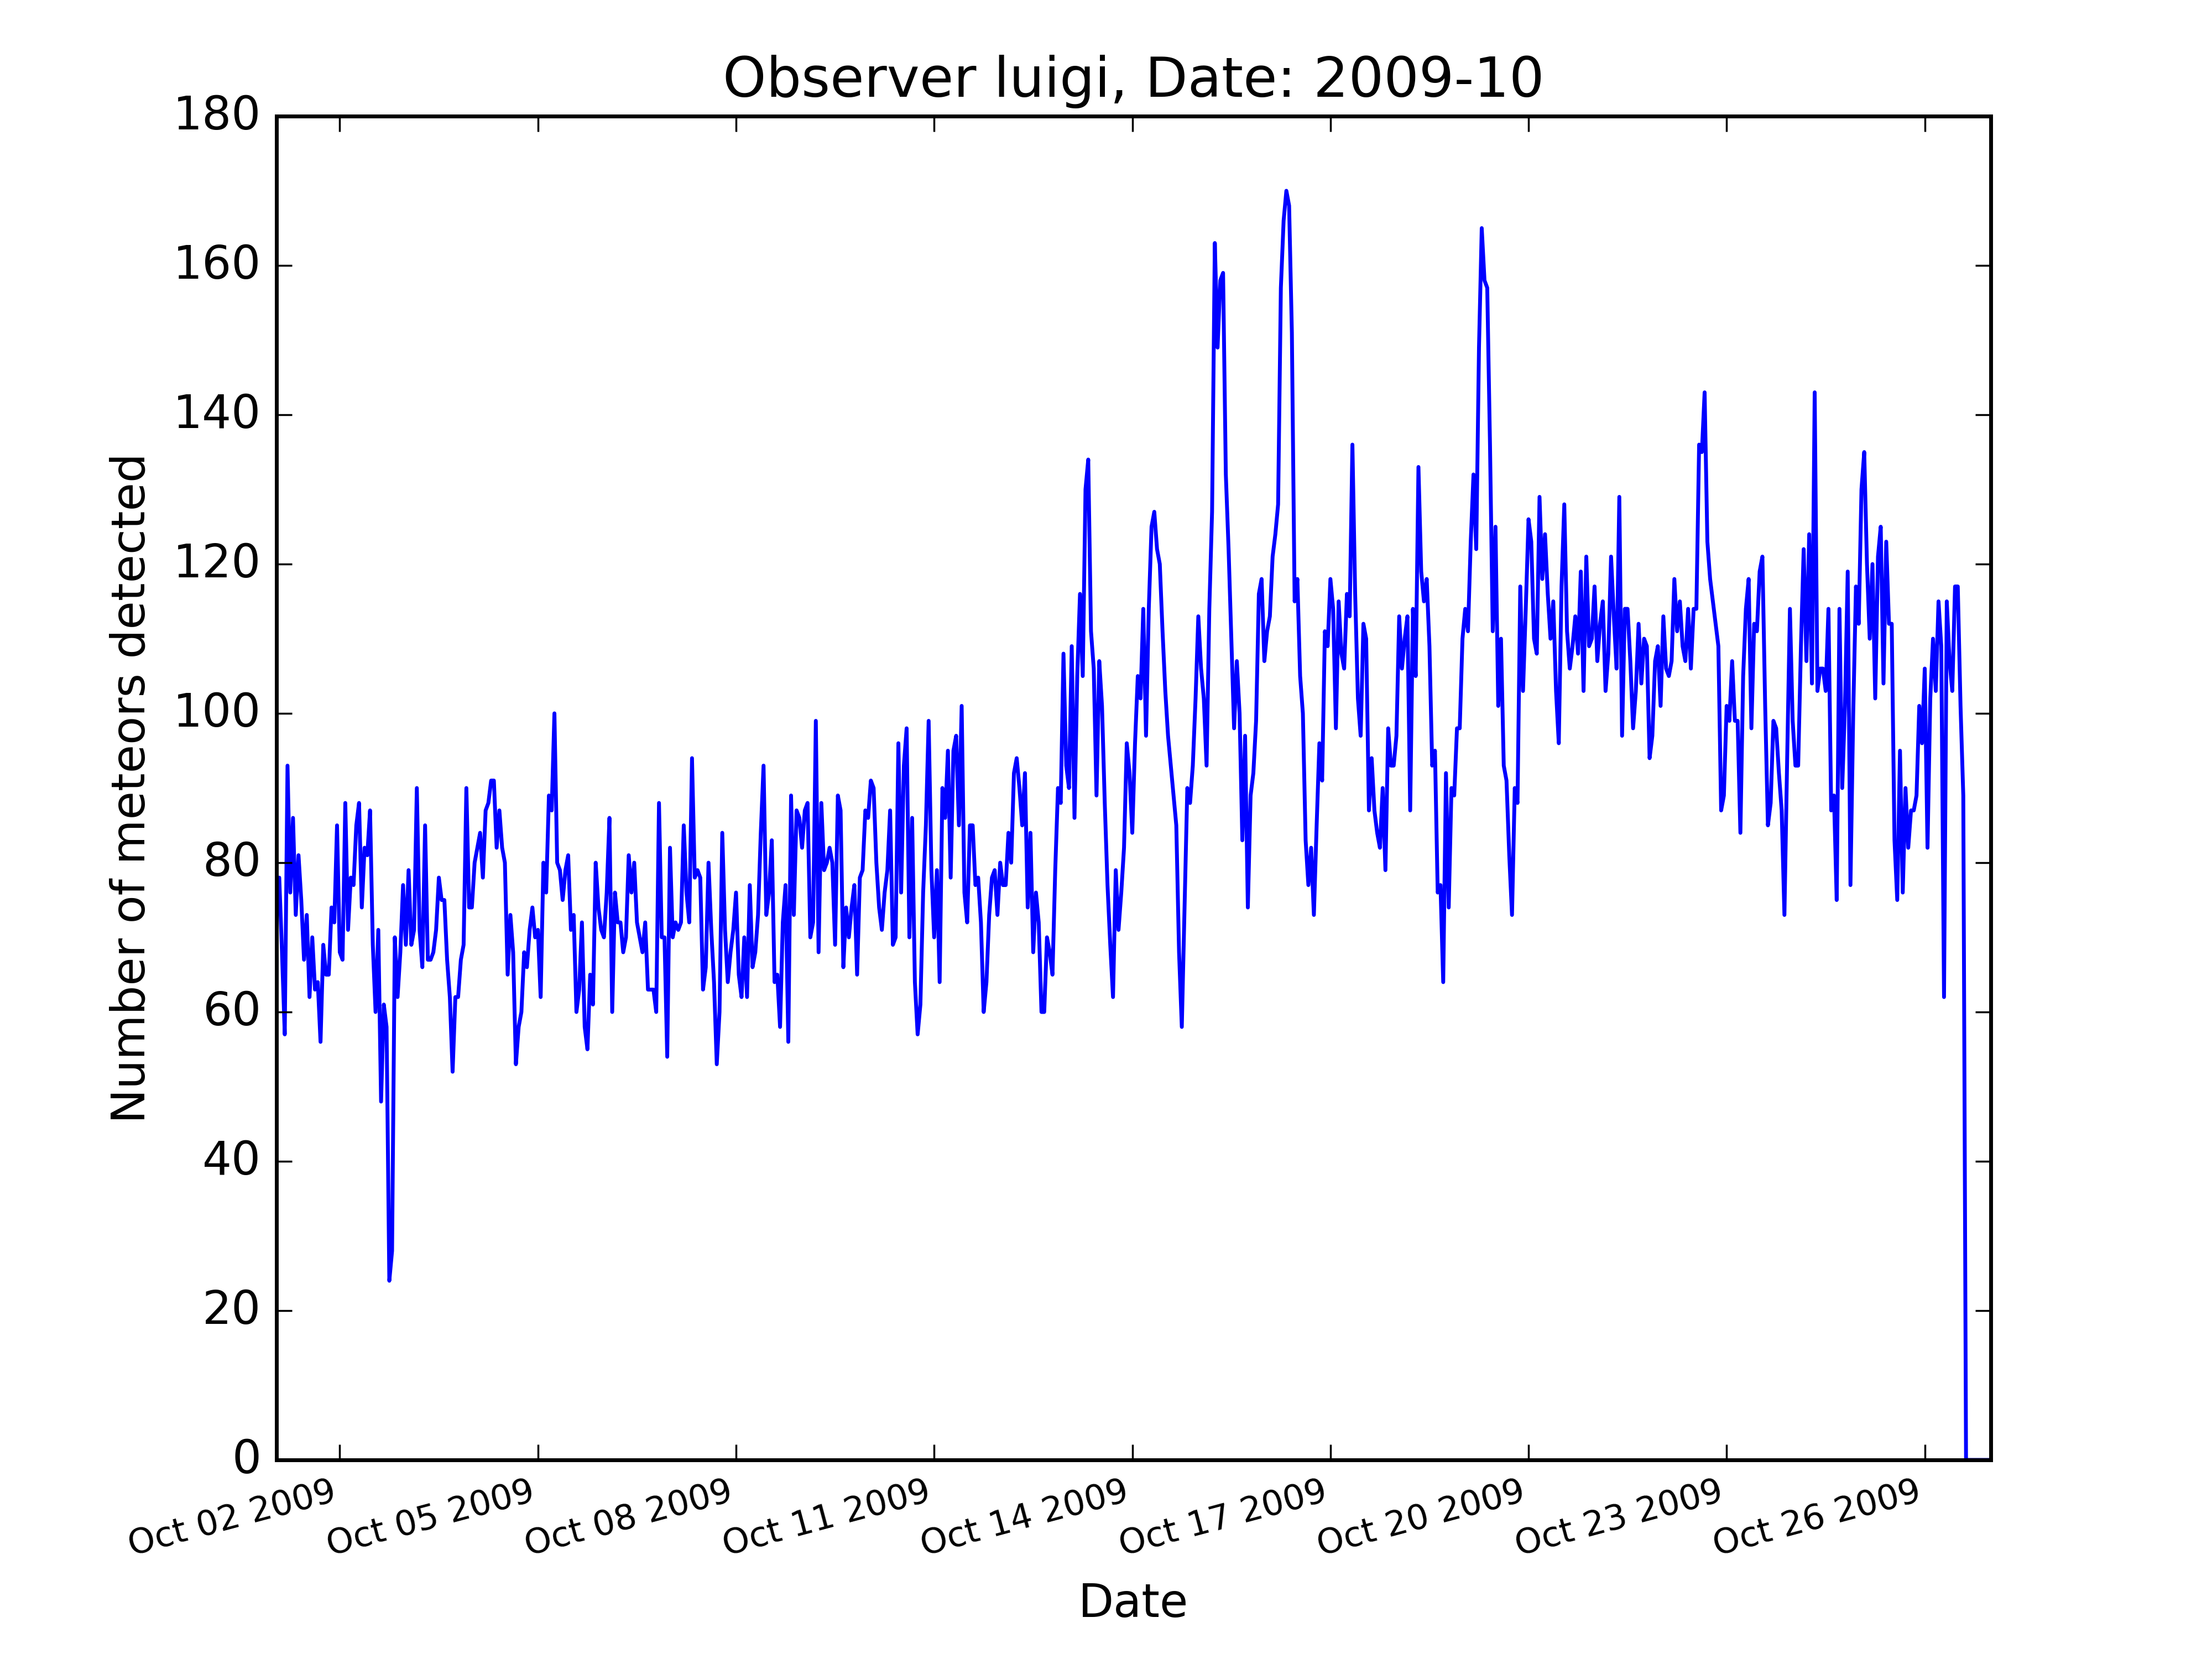 Observer luigi, Date: 2009-10
180
160
140
120
100
80
60
40
20
0
Number of meteors detected
Oct 02 2009
Oct 05 2009
Oct 08 2009
Oct 11 2009
Oct 14 2009
Oct 17 2009
Oct 20 2009
Oct 23 2009
Oct 26 2009
Date